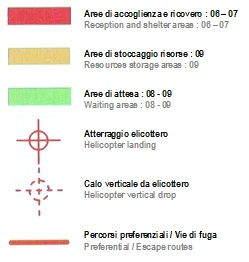 Aree di accoglienza e ricovero : 06 – 07
Reception and shelter areas : 06 – 07
Aree di stoccaggio risorse : 09
Resources storage areas : 09
Aree di attesa : 08 - 09
Waiting areas : 08 - 09
Atterraggio elicottero
Helicopter landing
Calo verticale da elicottero
Helicopter vertical drop
Percorsi preferenziali / Vie di fuga
Preferential / Escape routes